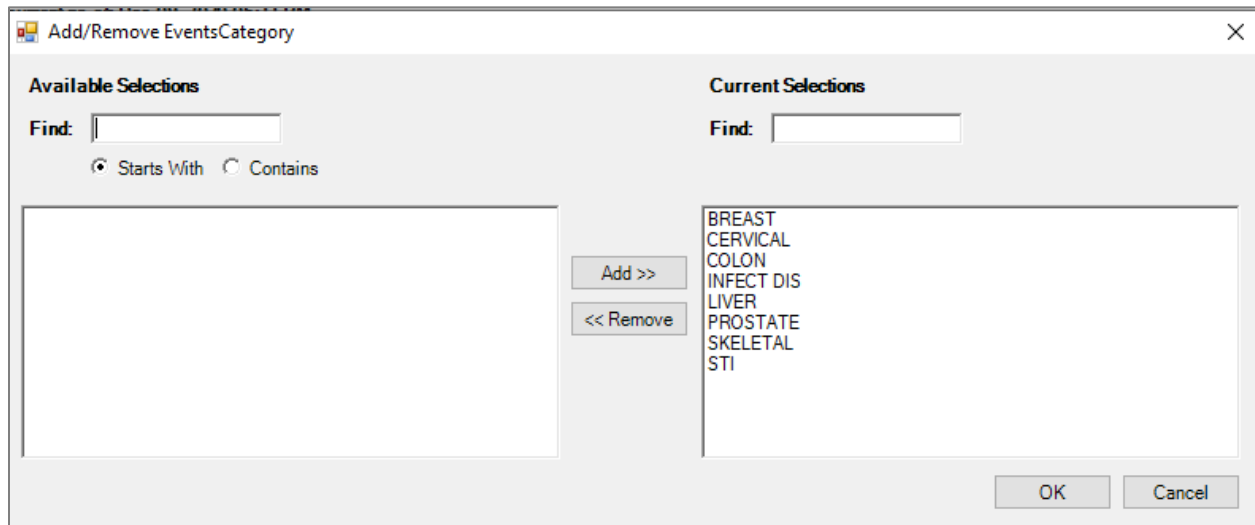 Add/Remove EventsCategory
Available Selections
Current Selections
Find:
Find:
Starts With
Contains
BREAST
CERVICAL
COLON
INFECT DIS
LIVER
PROSTATE
SKELETAL
STI
Add >>
<< Remove
OK
Cancel